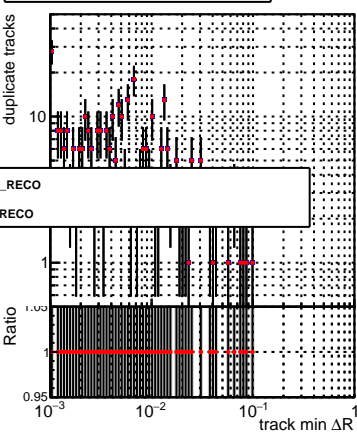 duplicate tracks
10
_RECO
RECO
1
Ratio
1.05
1
0.95
10⁻³ 10⁻² 10⁻¹ 1
track min ΔR